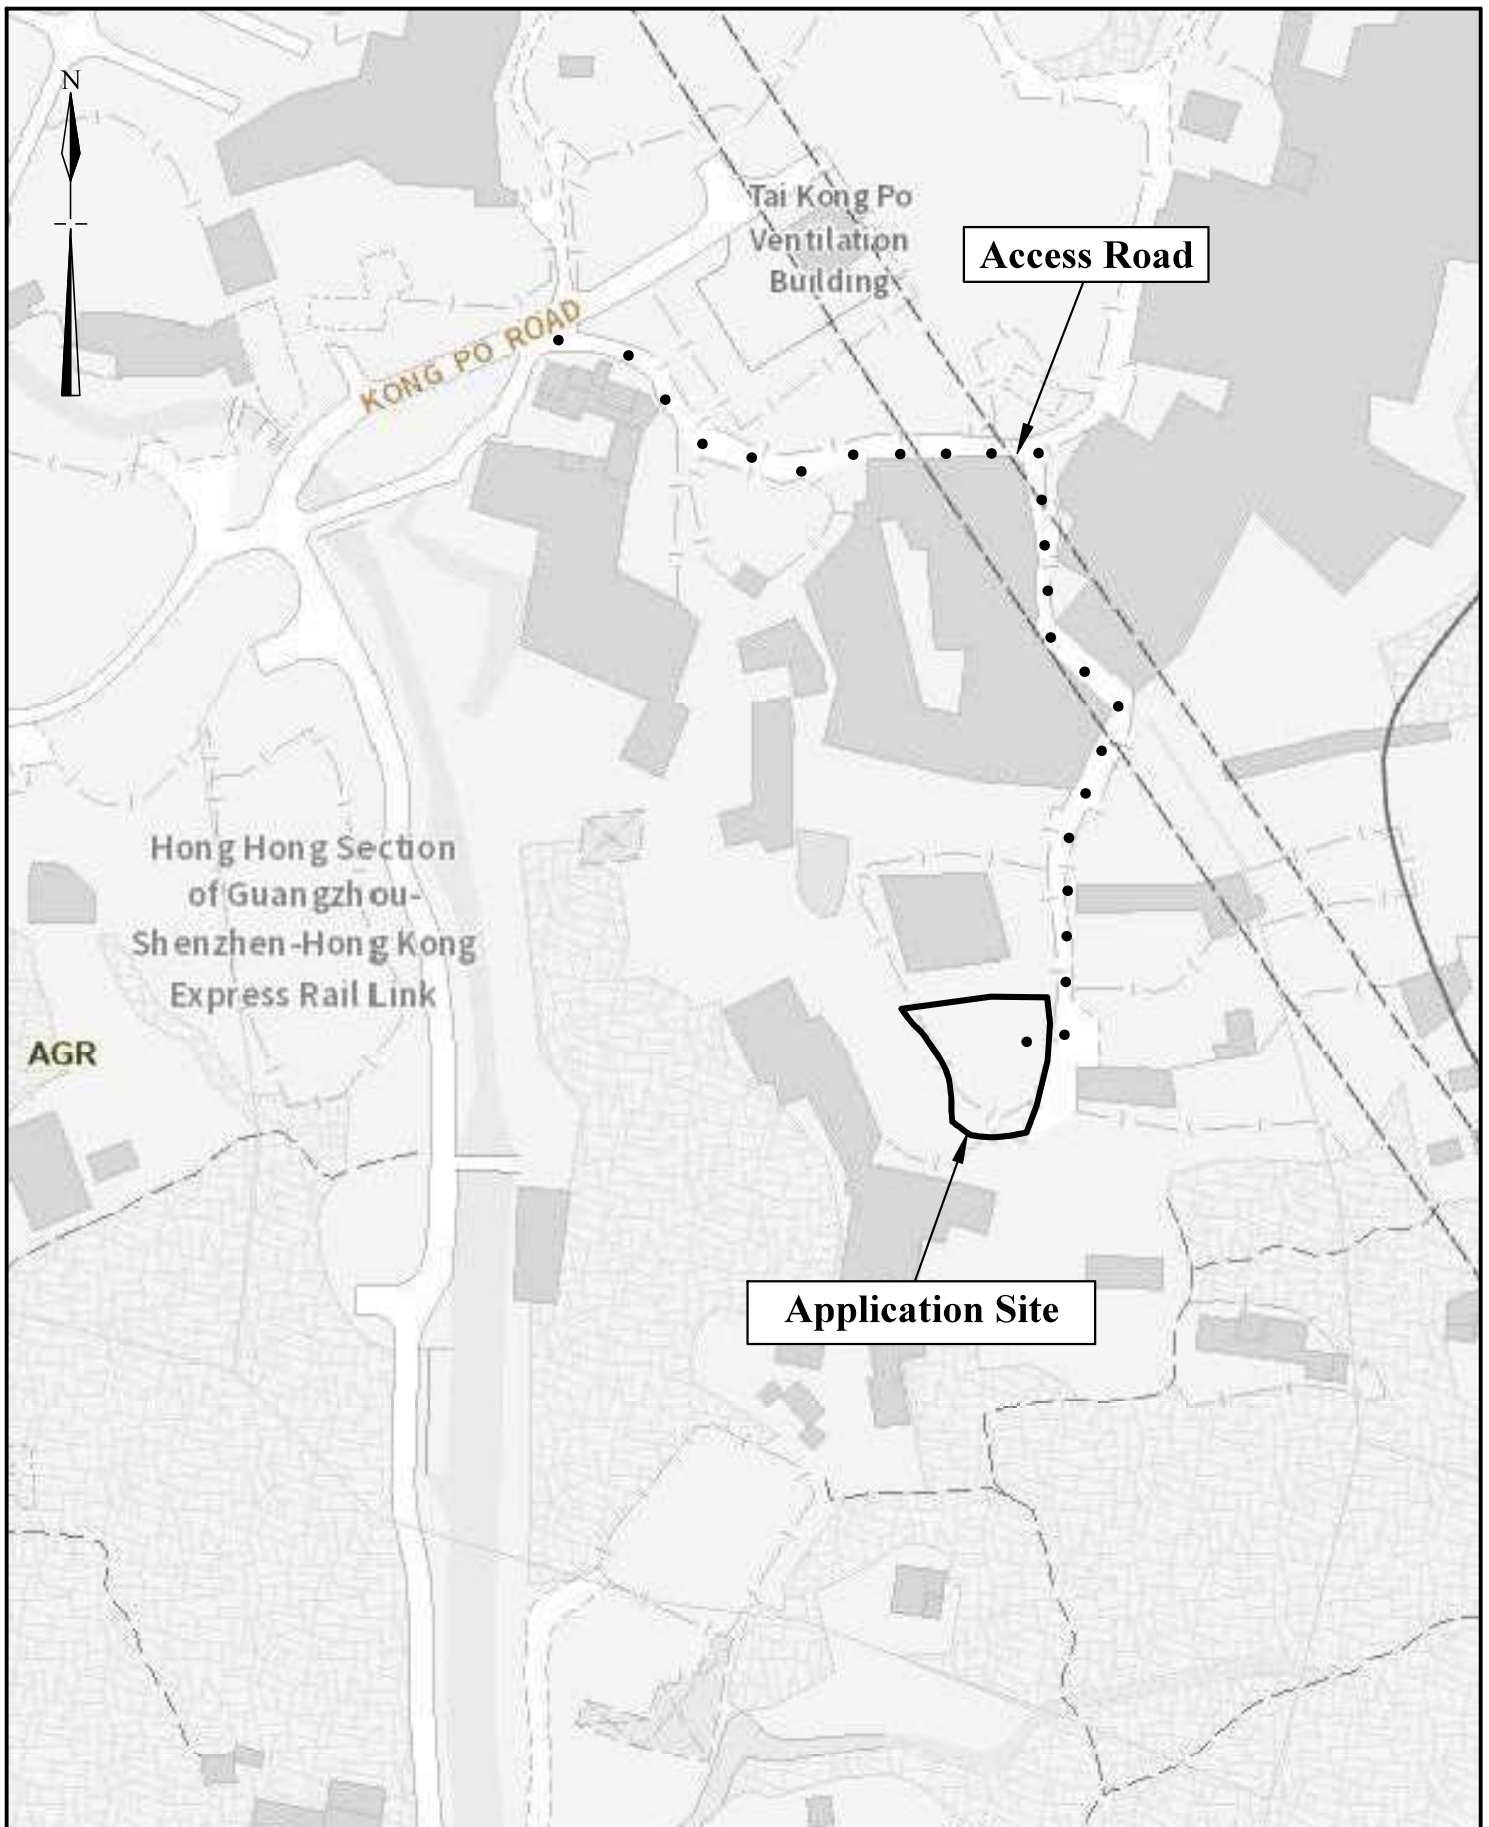 N
Tai Kong Po
Ventilation
Building
Access Road
KONG PO ROAD
Hong Hong Section
of Guangzhou-
Shenzhen-Hong Kong
Express Rail Link
AGR
Application Site